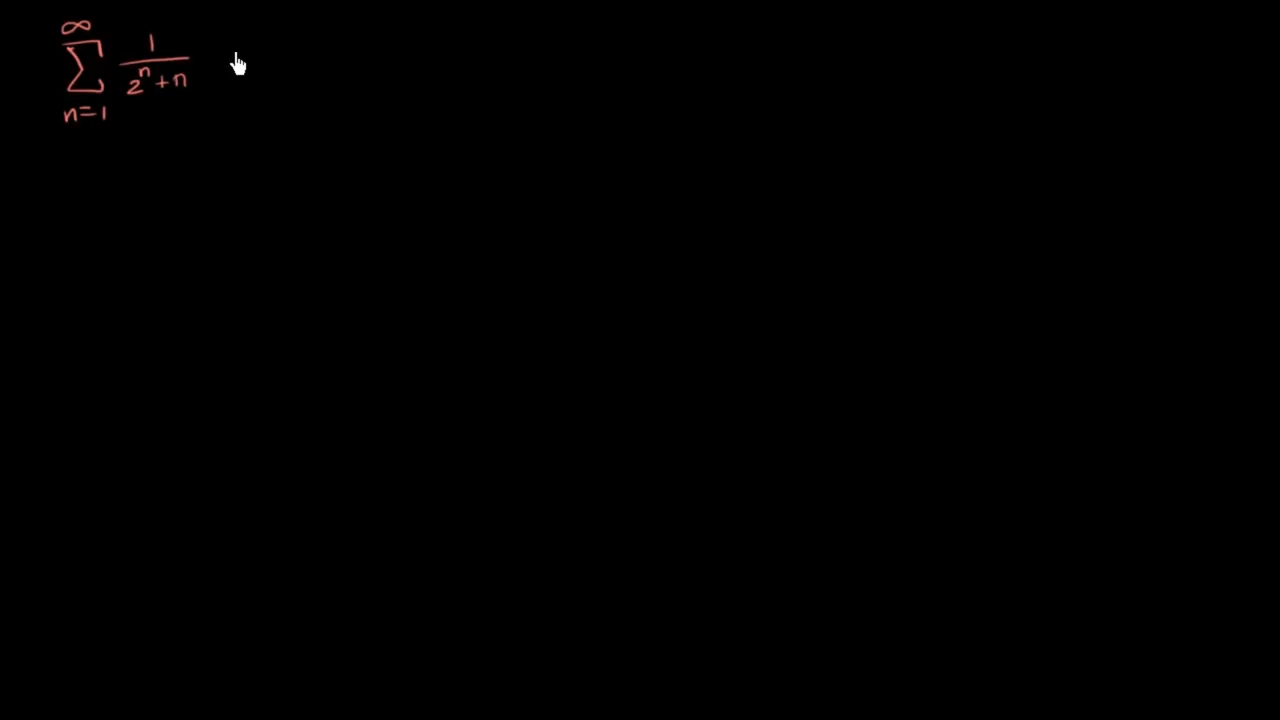 ∞
∑ 1/(2^n + n)
n=1